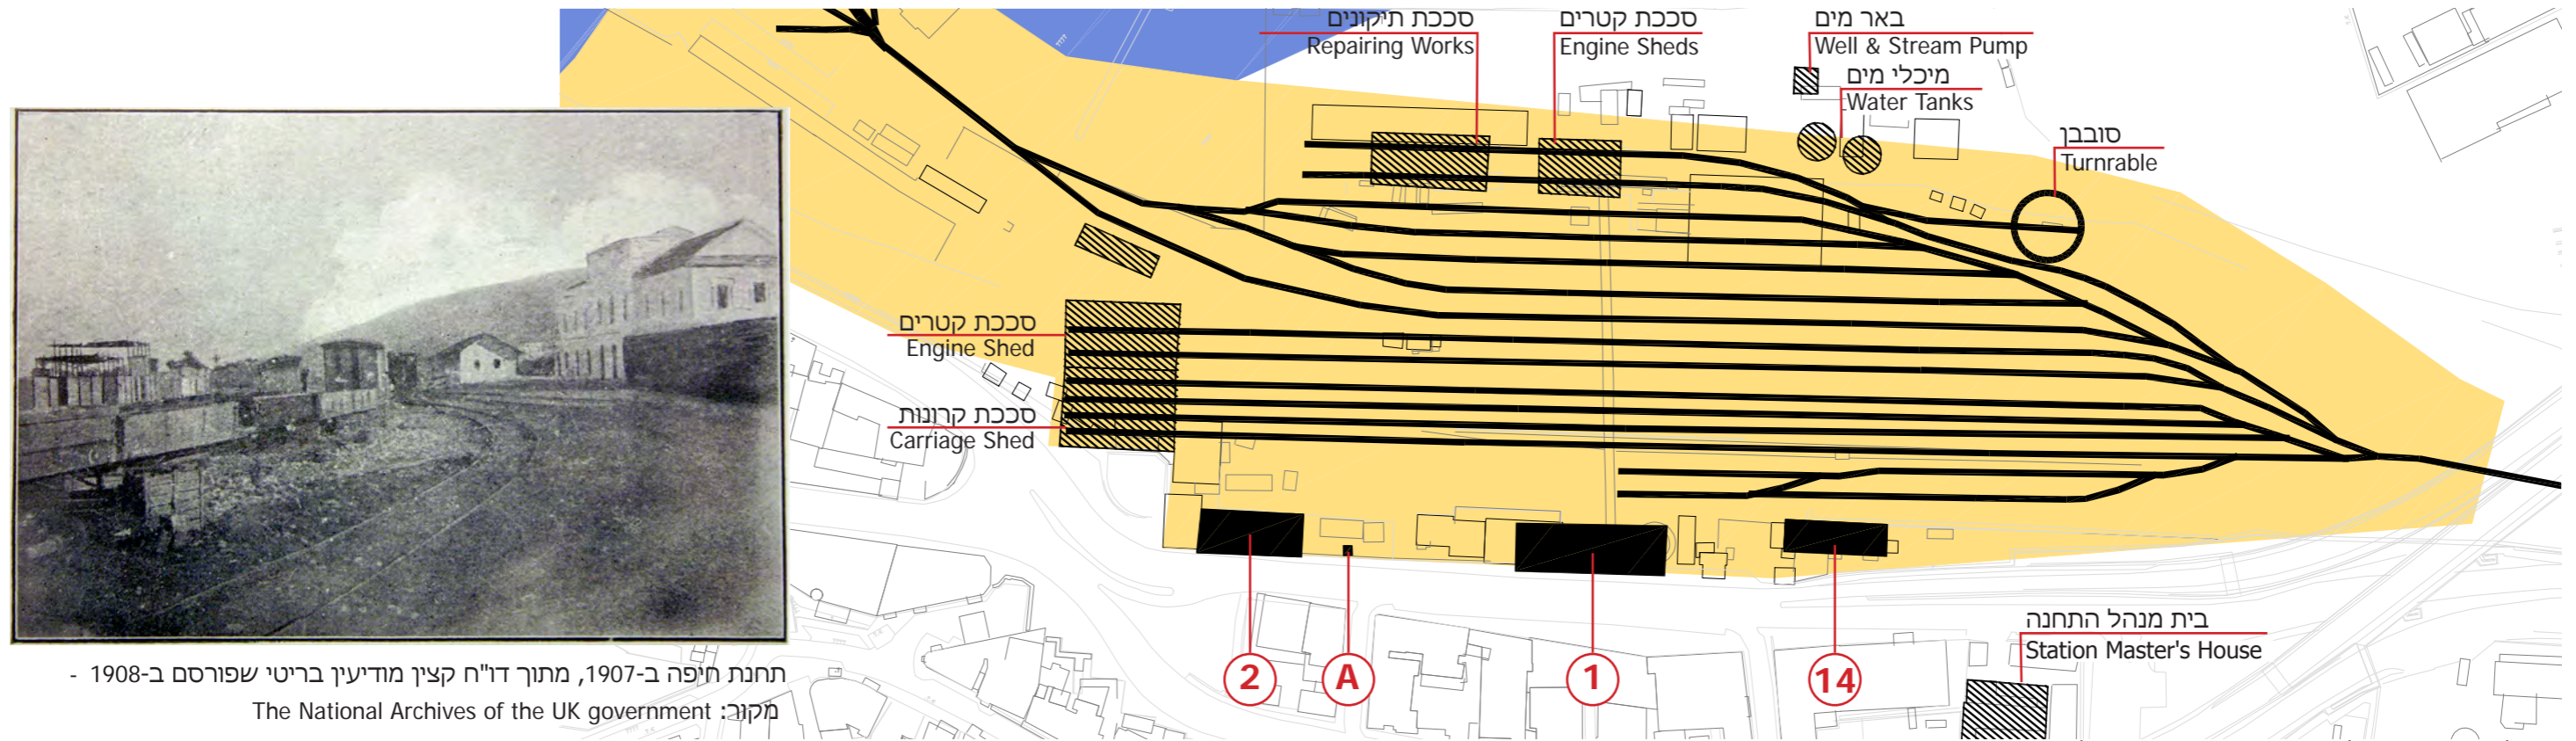 סככת תיקונים
Repairing Works
סככת קטרים
Engine Sheds
באר מים
Well & Stream Pump
מיכלי מים
Water Tanks
סובבן
Turnrable
סככת קטרים
Engine Shed
סככת קרונות
Carriage Shed
2
A
1
14
בית מנהל התחנה
Station Master's House
תחנת חיפה ב-1907, מתוך דו"ח קצין מודיעין בריטי שפורסם ב-1908 -
מקור: The National Archives of the UK government